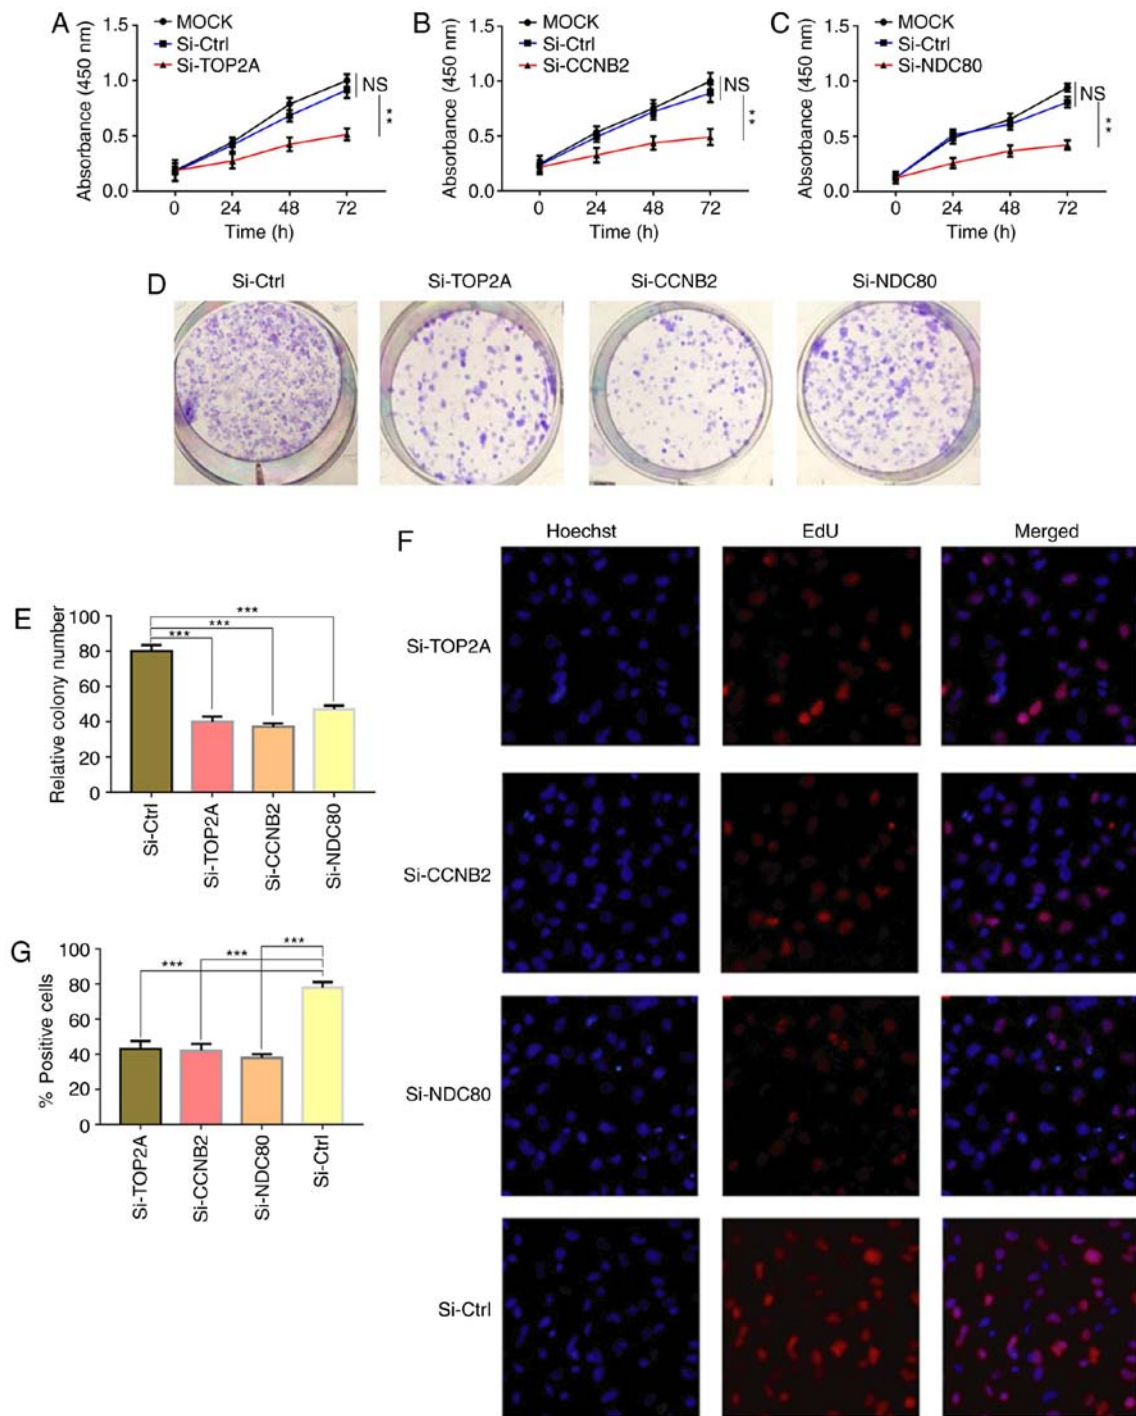 A
MOCK
Si-Ctrl
Si-TOP2A
Absorbance (450 nm)
1.5
1.0
0.5
0.0
NS
**
0 24 48 72
Time (h)
B
MOCK
Si-Ctrl
Si-CCNB2
Absorbance (450 nm)
1.5
1.0
0.5
0.0
NS
**
0 24 48 72
Time (h)
C
MOCK
Si-Ctrl
Si-NDC80
Absorbance (450 nm)
1.5
1.0
0.5
0.0
NS
**
0 24 48 72
Time (h)
D
Si-Ctrl Si-TOP2A Si-CCNB2 Si-NDC80
E
Relative colony number
100
80
60
40
20
0
***
***
***
Si-Ctrl
Si-TOP2A
Si-CCNB2
Si-NDC80
F
Hoechst EdU Merged
Si-TOP2A
Si-CCNB2
Si-NDC80
Si-Ctrl
G
% Positive cells
100
80
60
40
20
0
***
***
***
Si-TOP2A
Si-CCNB2
Si-NDC80
Si-Ctrl